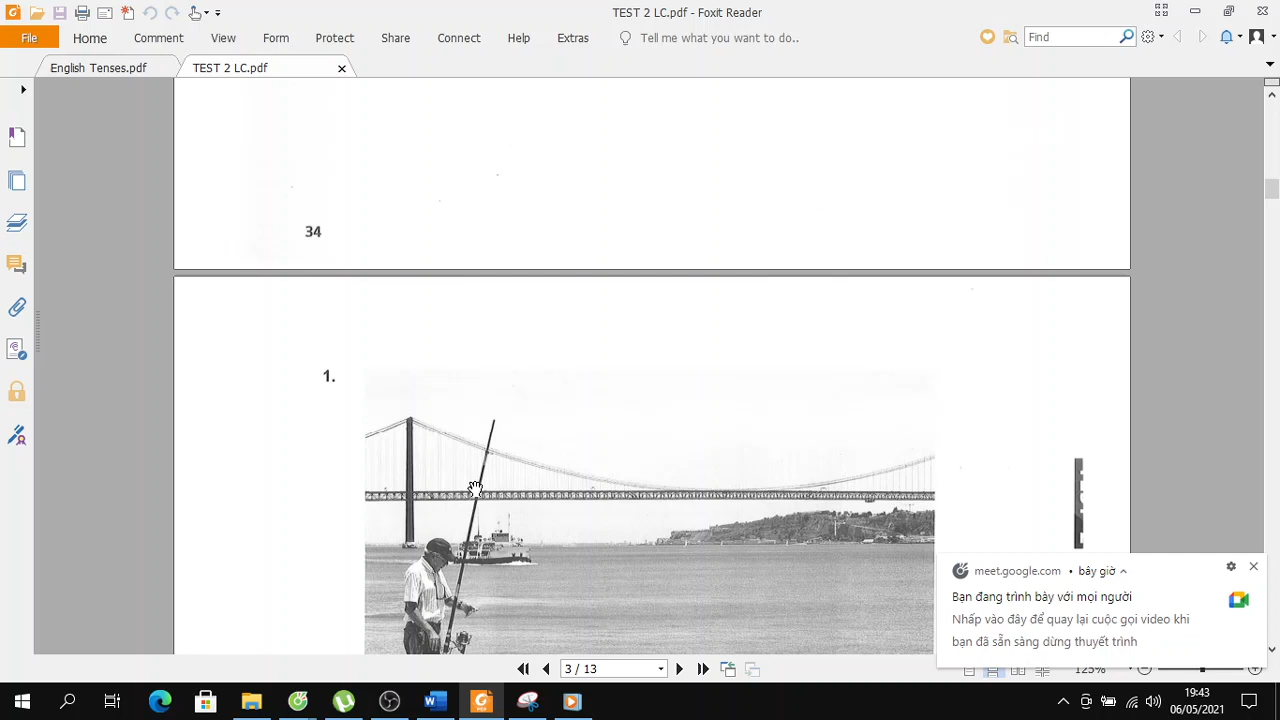 TEST 2 LC.pdf - Foxit Reader
File
Home
Comment
View
Form
Protect
Share
Connect
Help
Extras
Tell me what you want to do..
Find
English Tenses.pdf
TEST 2 LC.pdf
34
1.
meet.google.com • bây giờ
Bạn đang trình bày với mọi người
Nhấp vào đây để quay lại cuộc gọi video khi
bạn đã sẵn sàng dừng thuyết trình
3 / 13
125%
19:43
06/05/2021